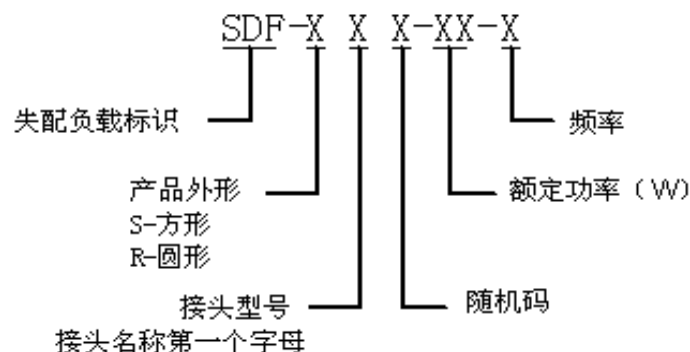 SDF-X X X-XX-X
失配负载标识
频率
产品外形
S-方形
R-圆形
额定功率（W）
接头型号
接头名称第一个字母
随机码